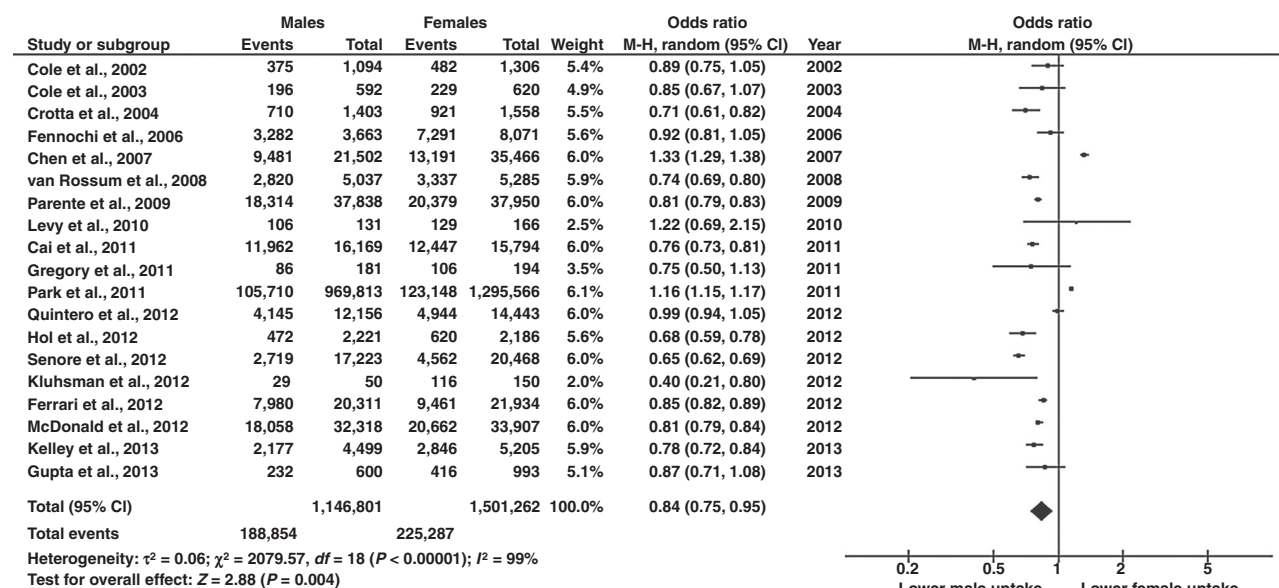 Males Females Odds ratio Odds ratio
Study or subgroup Events Total Events Total Weight M-H, random (95% CI) Year M-H, random (95% CI)
Cole et al., 2002 375 1,094 482 1,306 5.4% 0.89 (0.75, 1.05) 2002
Cole et al., 2003 196 592 229 620 4.9% 0.85 (0.67, 1.07) 2003
Crotta et al., 2004 710 1,403 921 1,558 5.5% 0.71 (0.61, 0.82) 2004
Fennochi et al., 2006 3,282 3,663 7,291 8,071 5.6% 0.92 (0.81, 1.05) 2006
Chen et al., 2007 9,481 21,502 13,191 35,466 6.0% 1.33 (1.29, 1.38) 2007
van Rossum et al., 2008 2,820 5,037 3,337 5,285 5.9% 0.74 (0.69, 0.80) 2008
Parente et al., 2009 18,314 37,838 20,379 37,950 6.0% 0.81 (0.79, 0.83) 2009
Levy et al., 2010 106 131 129 166 2.5% 1.22 (0.69, 2.15) 2010
Cai et al., 2011 11,962 16,169 12,447 15,794 6.0% 0.76 (0.73, 0.81) 2011
Gregory et al., 2011 86 181 106 194 3.5% 0.75 (0.50, 1.13) 2011
Park et al., 2011 105,710 969,813 123,148 1,295,566 6.1% 1.16 (1.15, 1.17) 2011
Quintero et al., 2012 4,145 12,156 4,944 14,443 6.0% 0.99 (0.94, 1.05) 2012
Hol et al., 2012 472 2,221 620 2,186 5.6% 0.68 (0.59, 0.78) 2012
Senore et al., 2012 2,719 17,223 4,562 20,468 6.0% 0.65 (0.62, 0.69) 2012
Kluhsman et al., 2012 29 50 116 150 2.0% 0.40 (0.21, 0.80) 2012
Ferrari et al., 2012 7,980 20,311 9,461 21,934 6.0% 0.85 (0.82, 0.89) 2012
McDonald et al., 2012 18,058 32,318 20,662 33,907 6.0% 0.81 (0.79, 0.84) 2012
Kelley et al., 2013 2,177 4,499 2,846 5,205 5.9% 0.78 (0.72, 0.84) 2013
Gupta et al., 2013 232 600 416 993 5.1% 0.87 (0.71, 1.08) 2013
Total (95% CI) 1,146,801 1,501,262 100.0% 0.84 (0.75, 0.95)
Total events 188,854 225,287
Heterogeneity: τ² = 0.06; χ² = 2079.57, df = 18 (P < 0.00001); I² = 99%
Test for overall effect: Z = 2.88 (P = 0.004)
0.2 0.5 1 2 5
Lower male uptake Lower female uptake